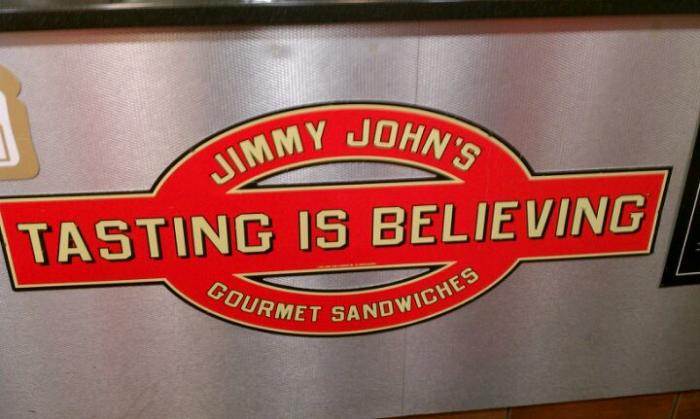 JIMMY JOHN'S
TASTING IS BELIEVING
GOURMET SANDWICHES